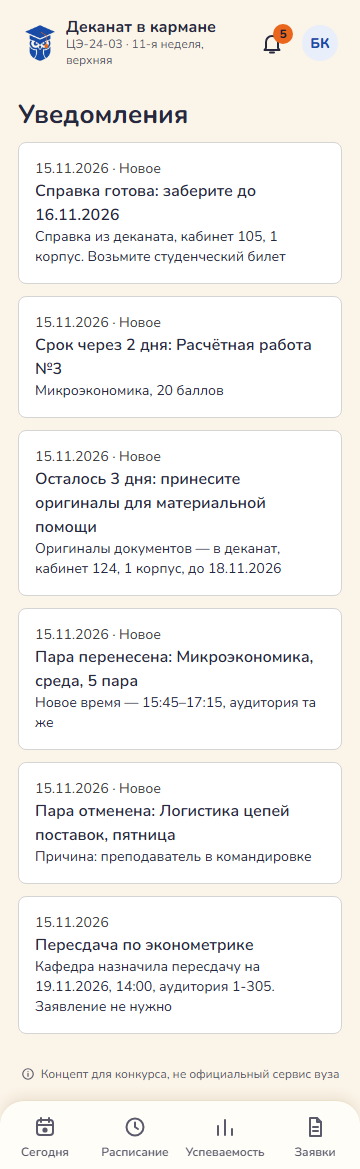 Деканат в кармане
ЦЭ-24-03 · 11-я неделя,
верхняя
5
БК
Уведомления
15.11.2026 · Новое
Справка готова: заберите до
16.11.2026
Справка из деканата, кабинет 105, 1
корпус. Возьмите студенческий билет
15.11.2026 · Новое
Срок через 2 дня: Расчётная работа
№3
Микроэкономика, 20 баллов
15.11.2026 · Новое
Осталось 3 дня: принесите
оригиналы для материальной
помощи
Оригиналы документов — в деканат,
кабинет 124, 1 корпус, до 18.11.2026
15.11.2026 · Новое
Пара перенесена: Микроэкономика,
среда, 5 пара
Новое время — 15:45–17:15, аудитория та
же
15.11.2026 · Новое
Пара отменена: Логистика цепей
поставок, пятница
Причина: преподаватель в командировке
15.11.2026
Пересдача по эконометрике
Кафедра назначила пересдачу на
19.11.2026, 14:00, аудитория 1-305.
Заявление не нужно
Концепт для конкурса, не официальный сервис вуза
Сегодня
Расписание
Успеваемость
Заявки